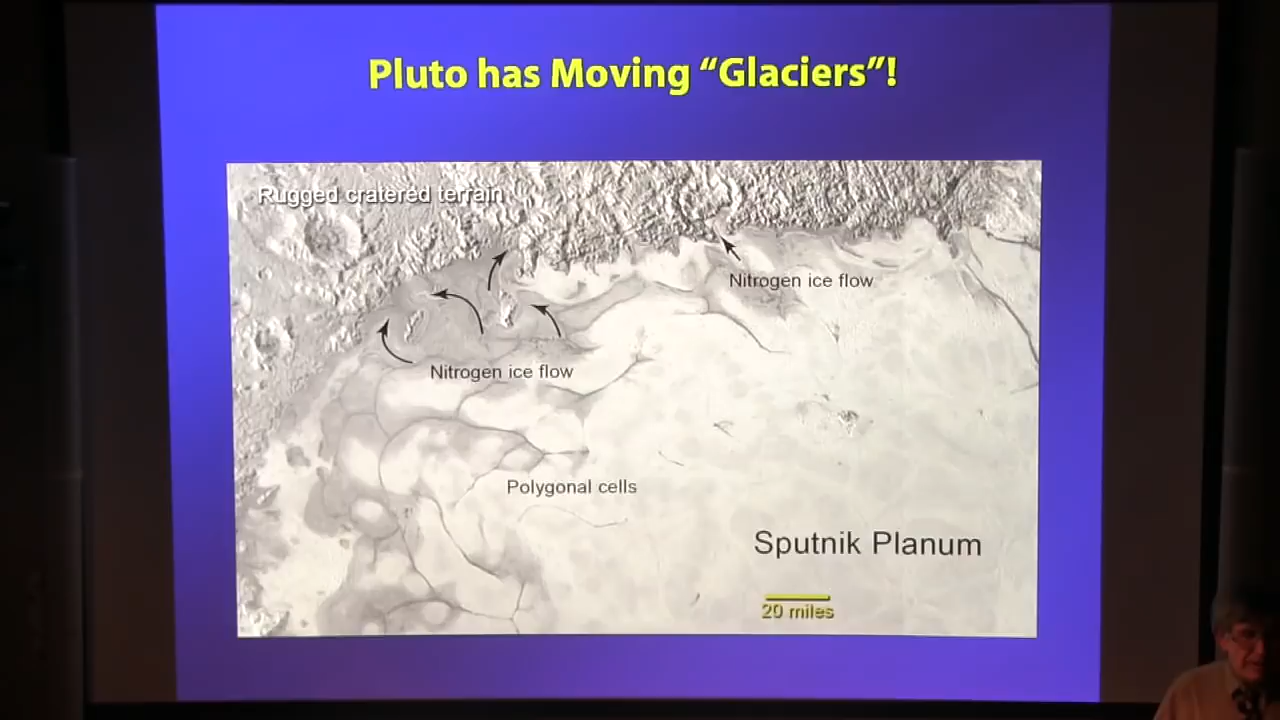 Pluto has Moving “Glaciers”!
Rugged cratered terrain
Nitrogen ice flow
Nitrogen ice flow
Polygonal cells
Sputnik Planum
20 miles